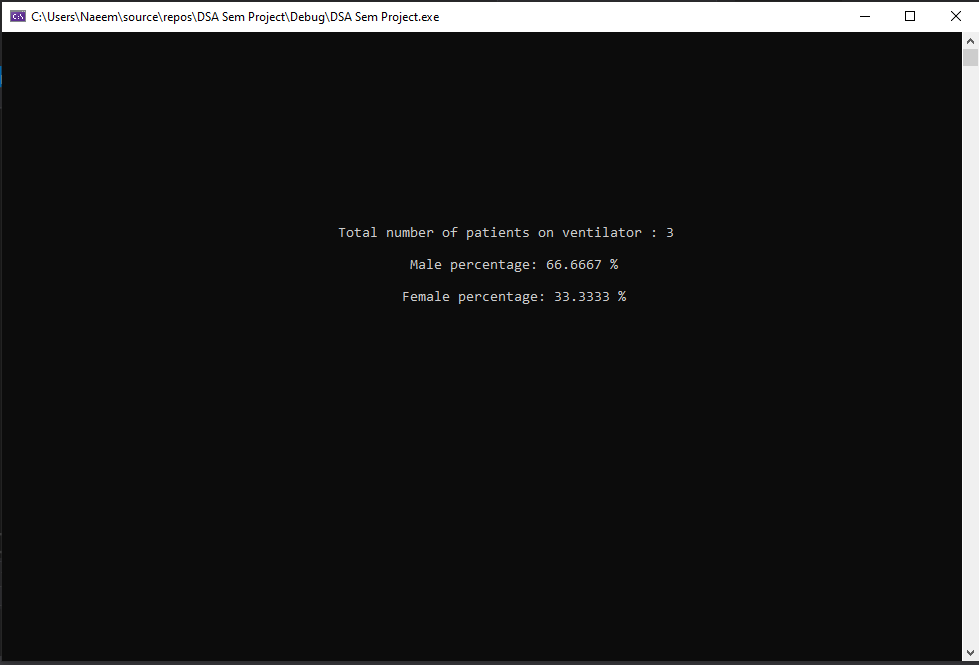 C:\Users\Naeem\source\repos\DSA Sem Project\Debug\DSA Sem Project.exe
Total number of patients on ventilator : 3
Male percentage: 66.6667 %
Female percentage: 33.3333 %